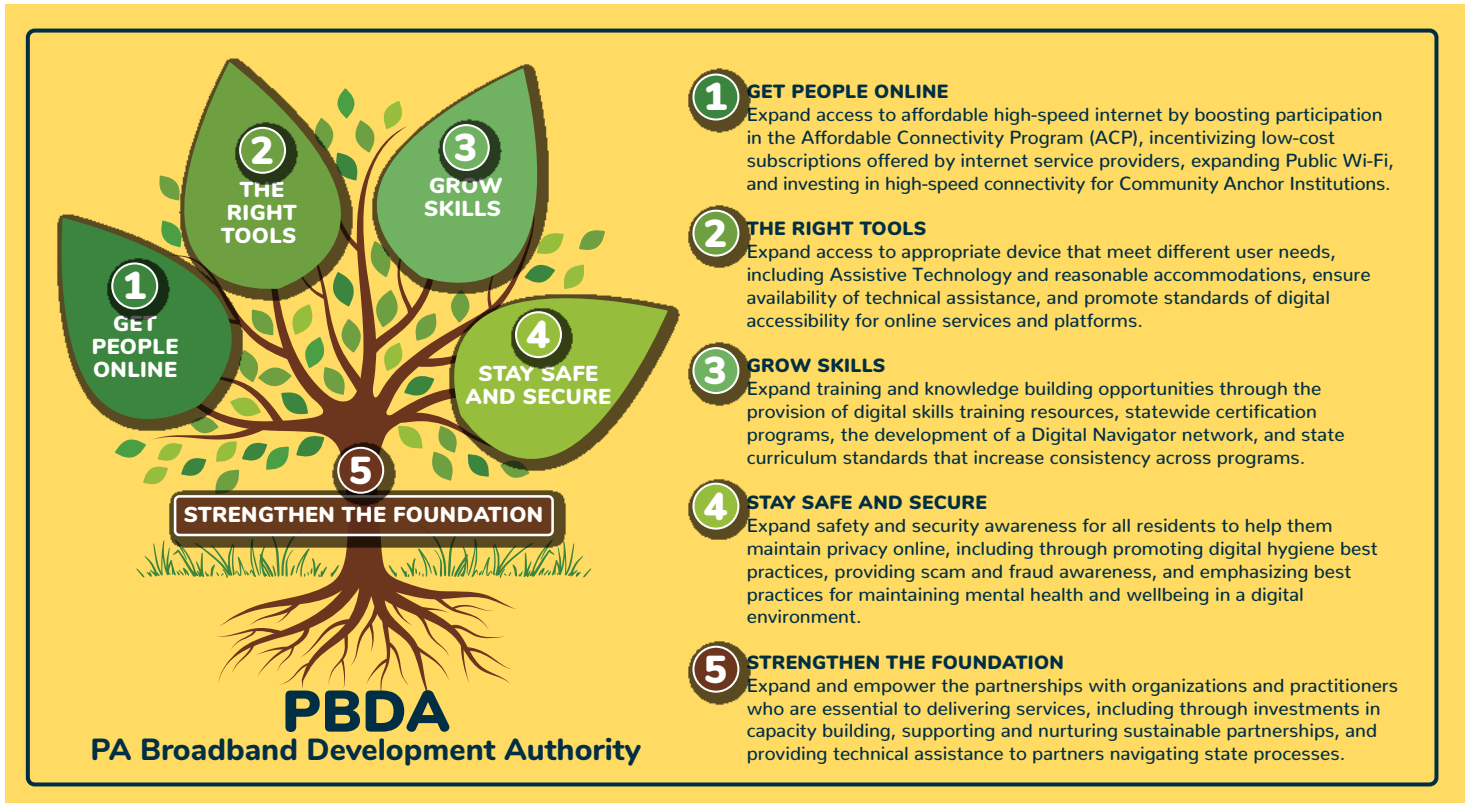 1
GET
PEOPLE
ONLINE
2
THE
RIGHT
TOOLS
3
GROW
SKILLS
4
STAY SAFE
AND SECURE
5
STRENGTHEN THE FOUNDATION
PBDA
PA Broadband Development Authority
1 GET PEOPLE ONLINE
Expand access to affordable high-speed internet by boosting participation
in the Affordable Connectivity Program (ACP), incentivizing low-cost
subscriptions offered by internet service providers, expanding Public Wi-Fi,
and investing in high-speed connectivity for Community Anchor Institutions.
2 THE RIGHT TOOLS
Expand access to appropriate device that meet different user needs,
including Assistive Technology and reasonable accommodations, ensure
availability of technical assistance, and promote standards of digital
accessibility for online services and platforms.
3 GROW SKILLS
Expand training and knowledge building opportunities through the
provision of digital skills training resources, statewide certification
programs, the development of a Digital Navigator network, and state
curriculum standards that increase consistency across programs.
4 STAY SAFE AND SECURE
Expand safety and security awareness for all residents to help them
maintain privacy online, including through promoting digital hygiene best
practices, providing scam and fraud awareness, and emphasizing best
practices for maintaining mental health and wellbeing in a digital
environment.
5 STRENGTHEN THE FOUNDATION
Expand and empower the partnerships with organizations and practitioners
who are essential to delivering services, including through investments in
capacity building, supporting and nurturing sustainable partnerships, and
providing technical assistance to partners navigating state processes.